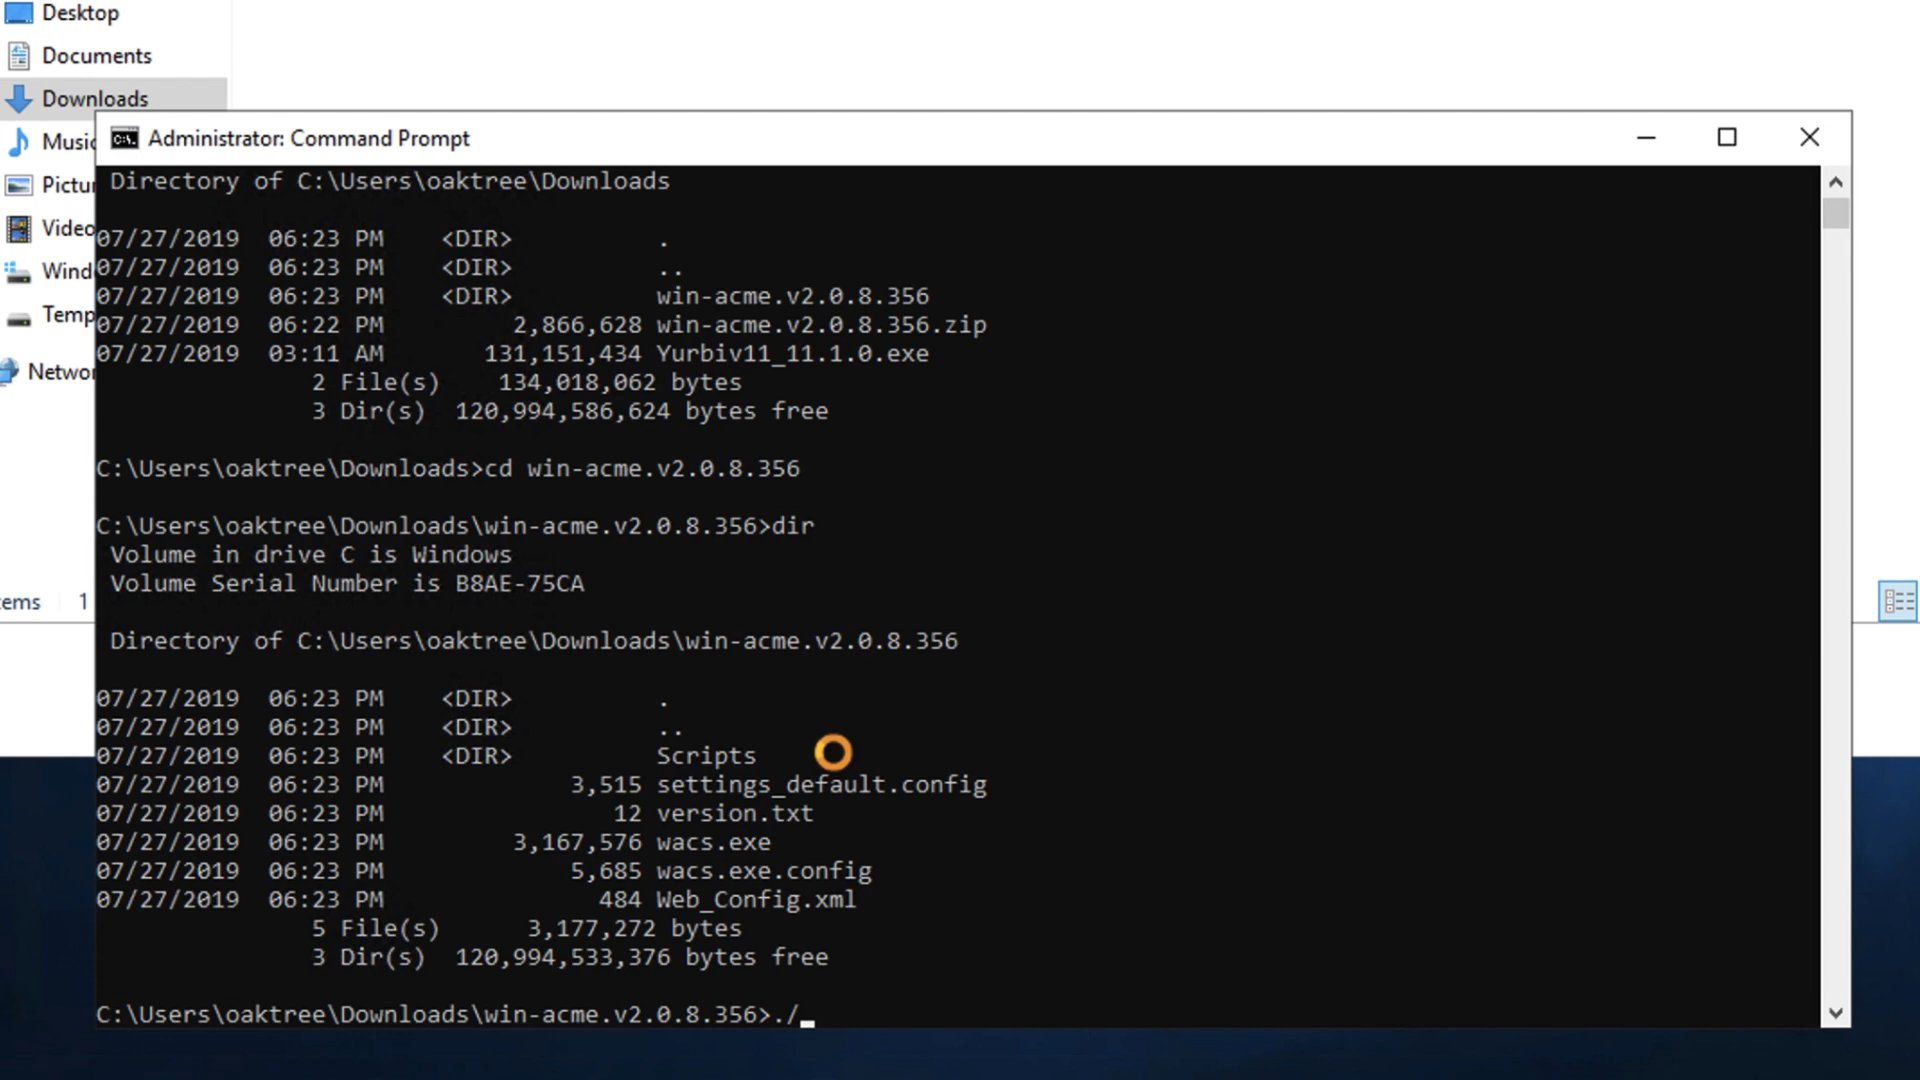 Desktop
Documents
Downloads
Music
Pictu
Video
Wind
Temp
Networ
ems 1
Administrator: Command Prompt
Directory of C:\Users\oaktree\Downloads
07/27/2019 06:23 PM <DIR> .
07/27/2019 06:23 PM <DIR> ..
07/27/2019 06:23 PM <DIR> win-acme.v2.0.8.356
07/27/2019 06:22 PM 2,866,628 win-acme.v2.0.8.356.zip
07/27/2019 03:11 AM 131,151,434 Yurbiv11_11.1.0.exe
2 File(s) 134,018,062 bytes
3 Dir(s) 120,994,586,624 bytes free
C:\Users\oaktree\Downloads>cd win-acme.v2.0.8.356
C:\Users\oaktree\Downloads\win-acme.v2.0.8.356>dir
Volume in drive C is Windows
Volume Serial Number is B8AE-75CA
Directory of C:\Users\oaktree\Downloads\win-acme.v2.0.8.356
07/27/2019 06:23 PM <DIR> .
07/27/2019 06:23 PM <DIR> ..
07/27/2019 06:23 PM <DIR> Scripts
07/27/2019 06:23 PM 3,515 settings_default.config
07/27/2019 06:23 PM 12 version.txt
07/27/2019 06:23 PM 3,167,576 wacs.exe
07/27/2019 06:23 PM 5,685 wacs.exe.config
07/27/2019 06:23 PM 484 Web_Config.xml
5 File(s) 3,177,272 bytes
3 Dir(s) 120,994,533,376 bytes free
C:\Users\oaktree\Downloads\win-acme.v2.0.8.356>./_